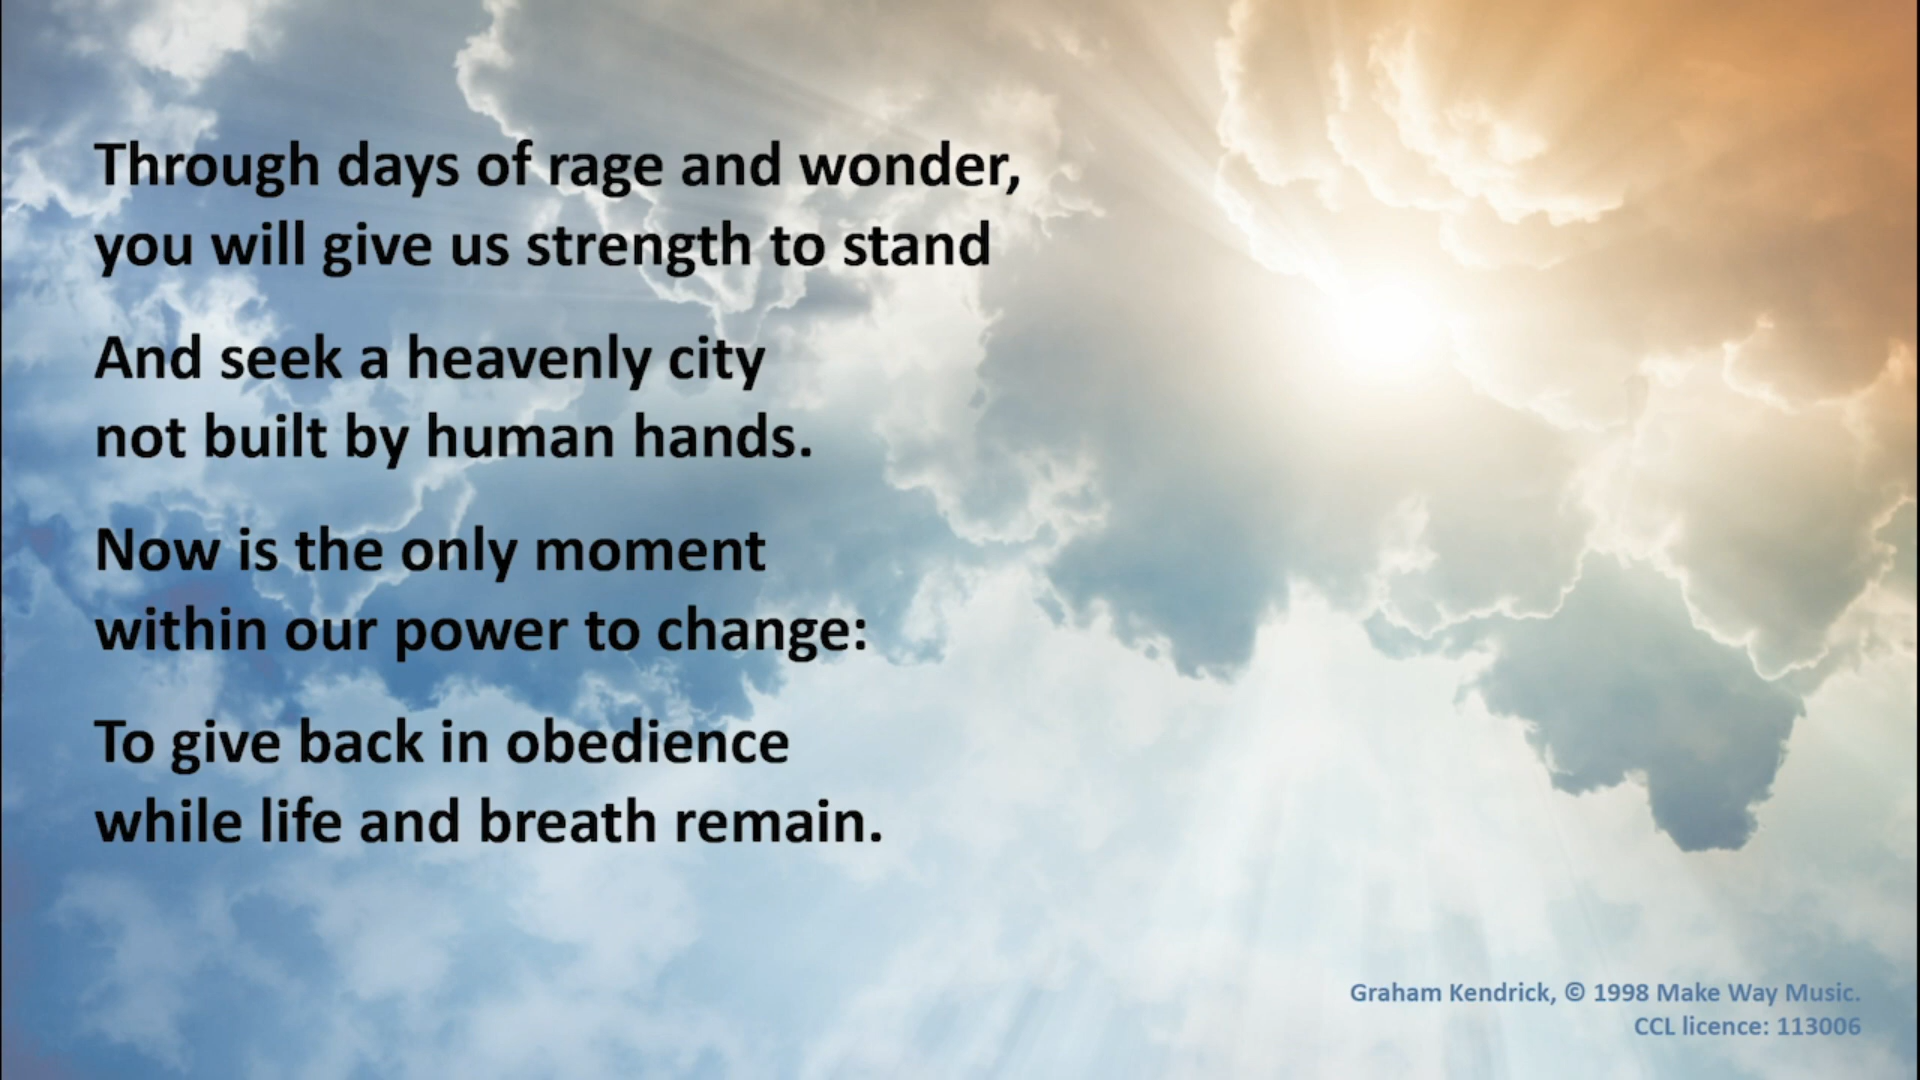 Through days of rage and wonder,
you will give us strength to stand
And seek a heavenly city
not built by human hands.
Now is the only moment
within our power to change:
To give back in obedience
while life and breath remain.
Graham Kendrick, © 1998 Make Way Music.
CCL licence: 113006